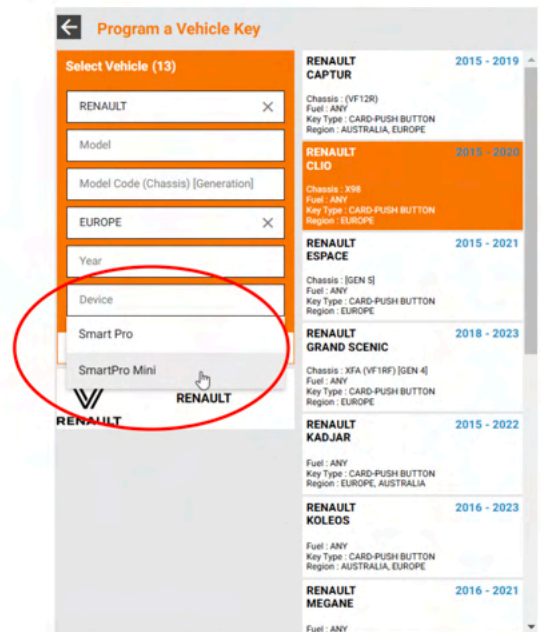 Program a Vehicle Key
Select Vehicle (13)
RENAULT
Model
Model Code (Chassis) [Generation]
EUROPE
Year
Device
Smart Pro
SmartPro Mini
RENAULT
RENAULT
RENAULT 2015 - 2019
CAPTUR
Chassis : (VF12R)
Fuel : ANY
Key Type : CARD-PUSH BUTTON
Region : AUSTRALIA, EUROPE
RENAULT 2015 - 2020
CLIO
Chassis : X98
Fuel : ANY
Key Type : CARD-PUSH BUTTON
Region : EUROPE
RENAULT 2015 - 2021
ESPACE
Chassis : [GEN 5]
Fuel : ANY
Key Type : CARD-PUSH BUTTON
Region : EUROPE
RENAULT 2018 - 2023
GRAND SCENIC
Chassis : XFA (VF1RF) [GEN 4]
Fuel : ANY
Key Type : CARD-PUSH BUTTON
Region : EUROPE
RENAULT 2015 - 2022
KADJAR
Fuel : ANY
Key Type : CARD-PUSH BUTTON
Region : EUROPE, AUSTRALIA
RENAULT 2016 - 2023
KOLEOS
Fuel : ANY
Key Type : CARD-PUSH BUTTON
Region : AUSTRALIA, EUROPE
RENAULT 2016 - 2021
MEGANE
Fuel : ANY